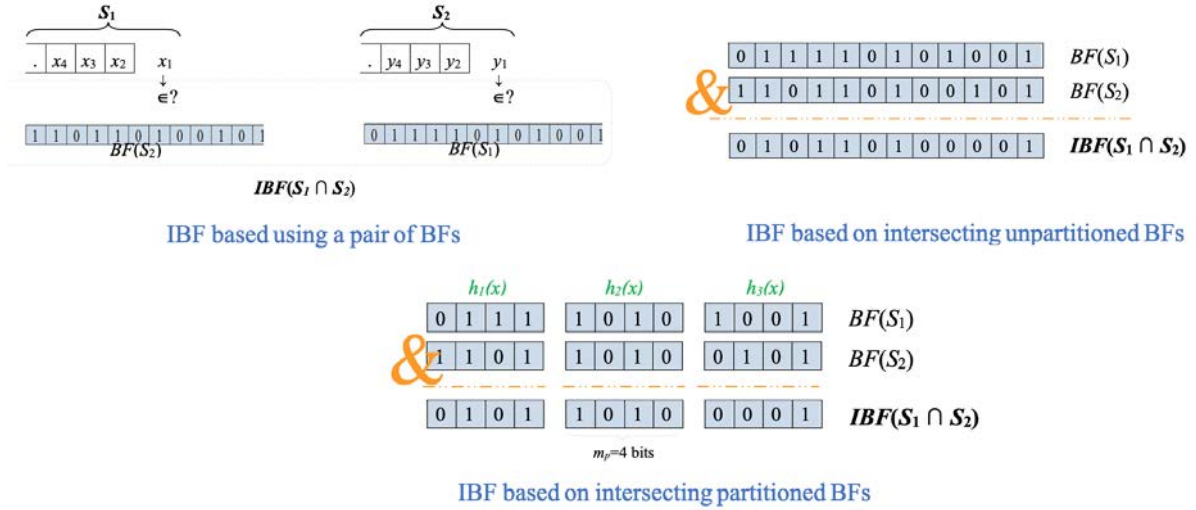 S1 S2
. x4 x3 x2 x1 . y4 y3 y2 y1
∈? ∈?
1 1 0 1 1 0 1 0 0 1 0 1 0 1 1 1 1 0 1 0 1 0 0 1
BF(S2) BF(S1)
IBF(S1 ∩ S2)
IBF based using a pair of BFs
0 1 1 1 1 0 1 0 1 0 0 1 BF(S1)
&
1 1 0 1 1 0 1 0 0 1 0 1 BF(S2)
0 1 0 1 1 0 1 0 0 0 0 1 IBF(S1 ∩ S2)
IBF based on intersecting unpartitioned BFs
h1(x) h2(x) h3(x)
0 1 1 1 1 0 1 0 1 0 0 1 BF(S1)
&
1 1 0 1 1 0 1 0 0 1 0 1 BF(S2)
0 1 0 1 1 0 1 0 0 0 0 1 IBF(S1 ∩ S2)
mp=4 bits
IBF based on intersecting partitioned BFs